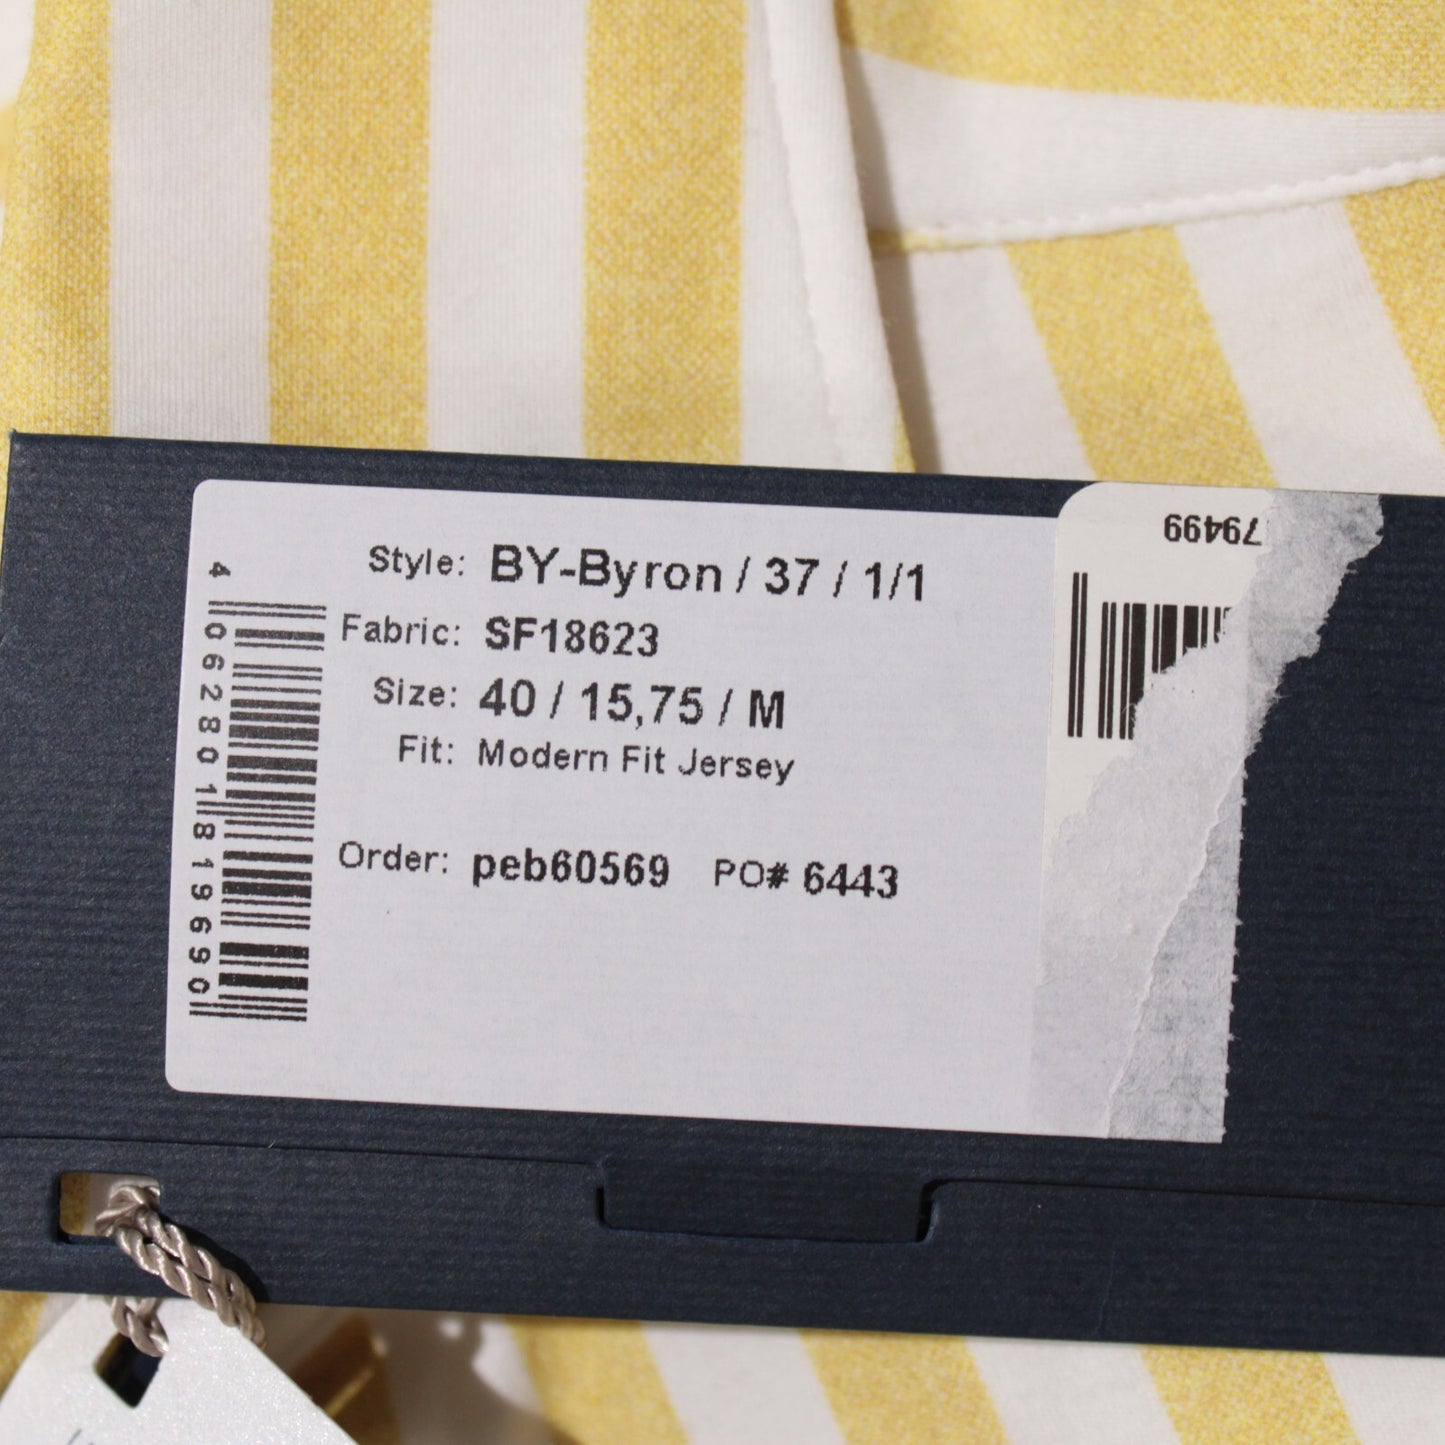 Style: BY-Byron / 37 / 1/1
Fabric: SF18623
Size: 40 / 15,75 / M
Fit: Modern Fit Jersey
Order: peb60569 PO# 6443
4 062801 819690
79499